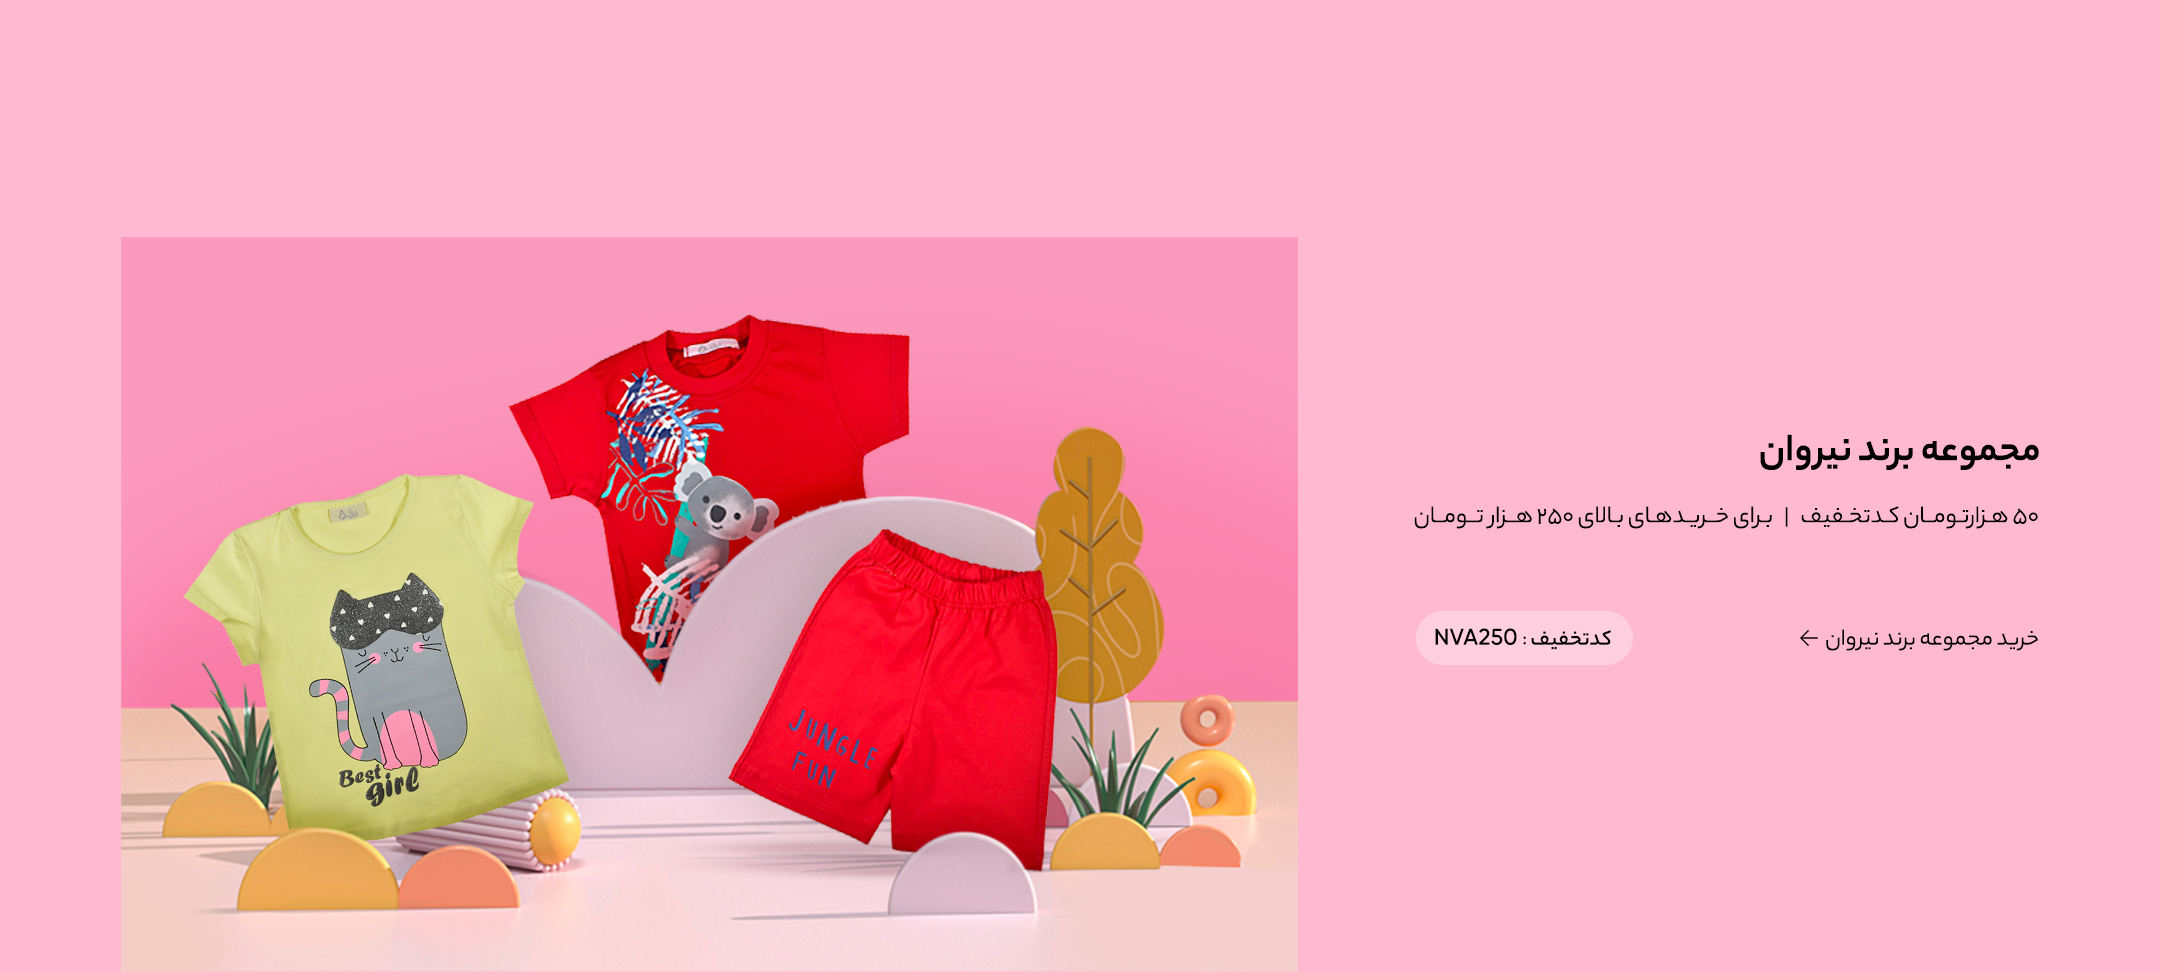 مجموعه برند نیروان
۵۰ هزارتومان کدتخفیف | برای خریدهای بالای ۲۵۰ هزار تومان
خرید مجموعه برند نیروان ←
کدتخفیف : NVA250
Best
girl
JUNGLE
FUN